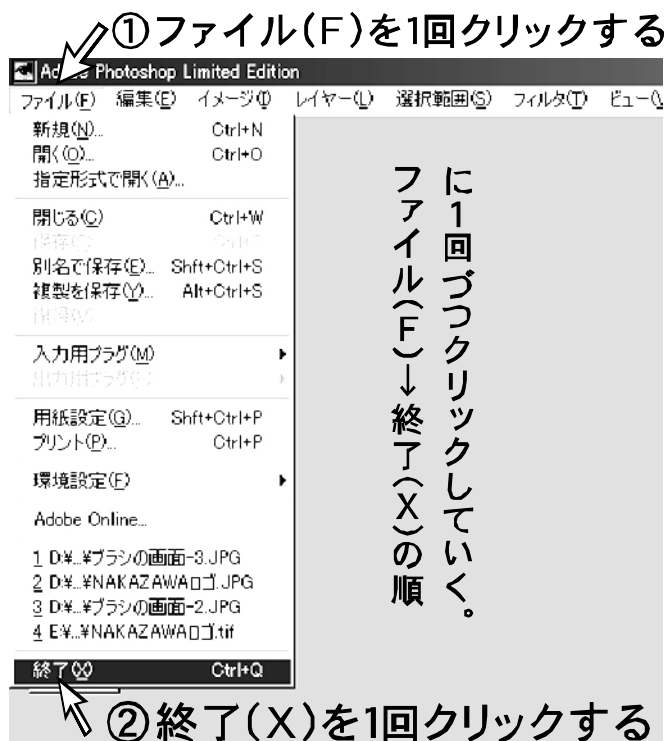 ①ファイル(F)を1回クリックする
Adobe Photoshop Limited Edition
ファイル(F) 編集(E) イメージ(I) レイヤー(L) 選択範囲(S) フィルタ(T) ビュー(V
新規(N)... Ctrl+N
開く(O)... Ctrl+O
指定形式で開く(A)...
閉じる(C) Ctrl+W
別名で保存(E)... Shft+Ctrl+S
複製を保存(Y)... Alt+Ctrl+S
入力用プラグ(M)
用紙設定(G)... Shft+Ctrl+P
プリント(P)... Ctrl+P
環境設定(F)
Adobe Online...
1 D:¥...¥ブラシの画面-3.JPG
2 D:¥...¥NAKAZAWAロゴ.JPG
3 D:¥...¥ブラシの画面-2.JPG
4 E:¥...¥NAKAZAWAロゴ.tif
終了(X) Ctrl+Q
ファイル(F)→終了(X)の順
に1回づつクリックしていく。
②終了(X)を1回クリックする